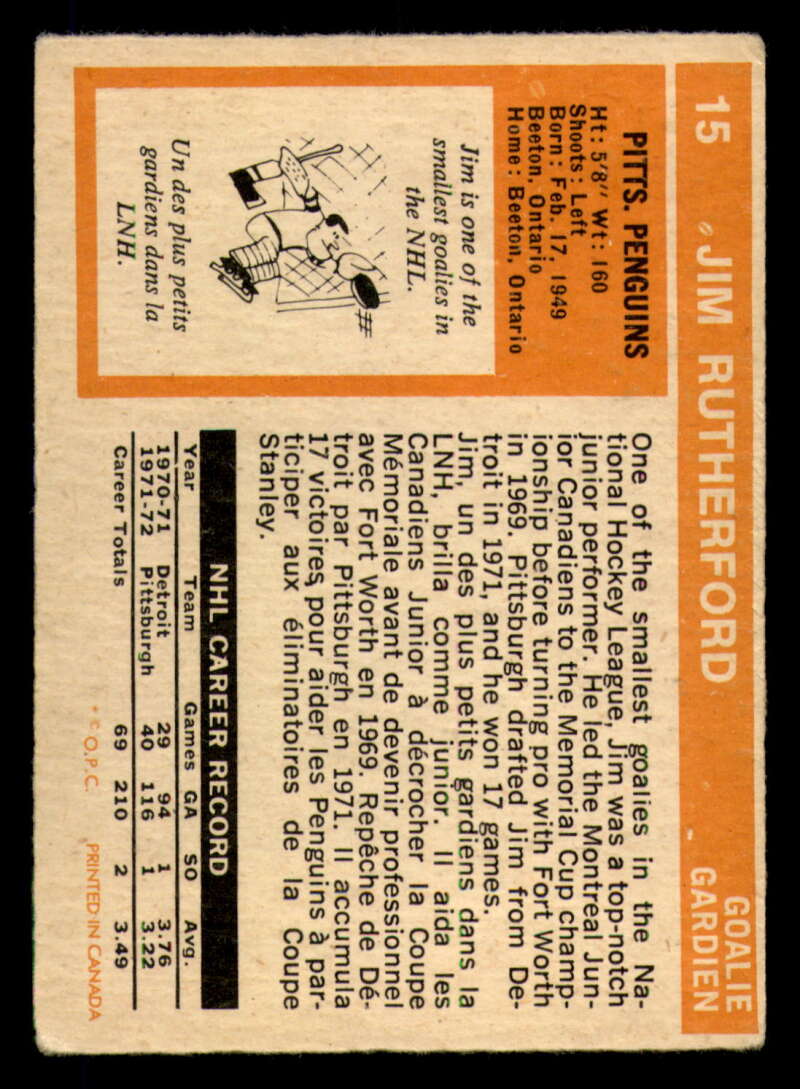 15 JIM RUTHERFORD GOALIE
GARDIEN
PITTS. PENGUINS
Ht: 5'8" Wt: 160
Shoots: Left
Born: Feb. 17, 1949
Beeton, Ontario
Home: Beeton, Ontario
Jim is one of the
smallest goalies in
the NHL.
Un des plus petits
gardiens dans la
LNH.
One of the smallest goalies in the Na-
tional Hockey League, Jim was a top-notch
junior performer. He led the Montreal Jun-
ior Canadiens to the Memorial Cup champ-
ionship before turning pro with Fort Worth
in 1969. Pittsburgh drafted Jim from De-
troit in 1971, and he won 17 games.
Jim, un des plus petits gardiens dans la
LNH, brilla comme junior. Il aida les
Canadiens Junior à décrocher la Coupe
Mémoriale avant de devenir professionnel
avec Fort Worth en 1969. Repêche de Dé-
troit par Pittsburgh en 1971. Il accumula
17 victoires, pour aider les Penguins à par-
ticiper aux éliminatoires de la Coupe
Stanley.
NHL CAREER RECORD
Year Team Games GA SO Avg.
1970-71 Detroit 29 94 1 3.76
1971-72 Pittsburgh 40 116 1 3.22
Career Totals 69 210 2 3.49
* © O.P.C. PRINTED IN CANADA